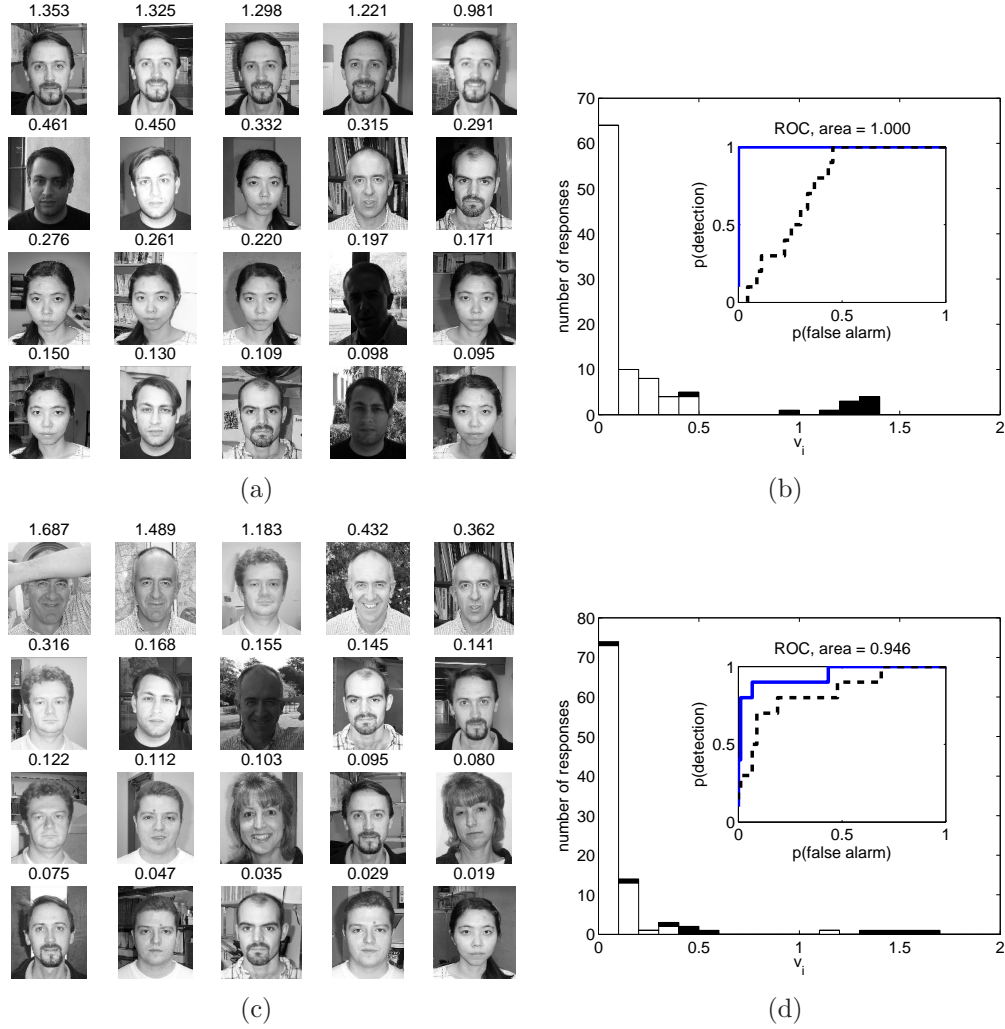 1.353 1.325 1.298 1.221 0.981
0.461 0.450 0.332 0.315 0.291
0.276 0.261 0.220 0.197 0.171
0.150 0.130 0.109 0.098 0.095
(a)
70
60
50
40
30
20
10
0
number of responses
0 0.5 1 1.5 2
v_i
ROC, area = 1.000
1
0.5
0
p(detection)
0 0.5 1
p(false alarm)
(b)
1.687 1.489 1.183 0.432 0.362
0.316 0.168 0.155 0.145 0.141
0.122 0.112 0.103 0.095 0.080
0.075 0.047 0.035 0.029 0.019
(c)
80
70
60
50
40
30
20
10
0
number of responses
0 0.5 1 1.5 2
v_i
ROC, area = 0.946
1
0.5
0
p(detection)
0 0.5 1
p(false alarm)
(d)